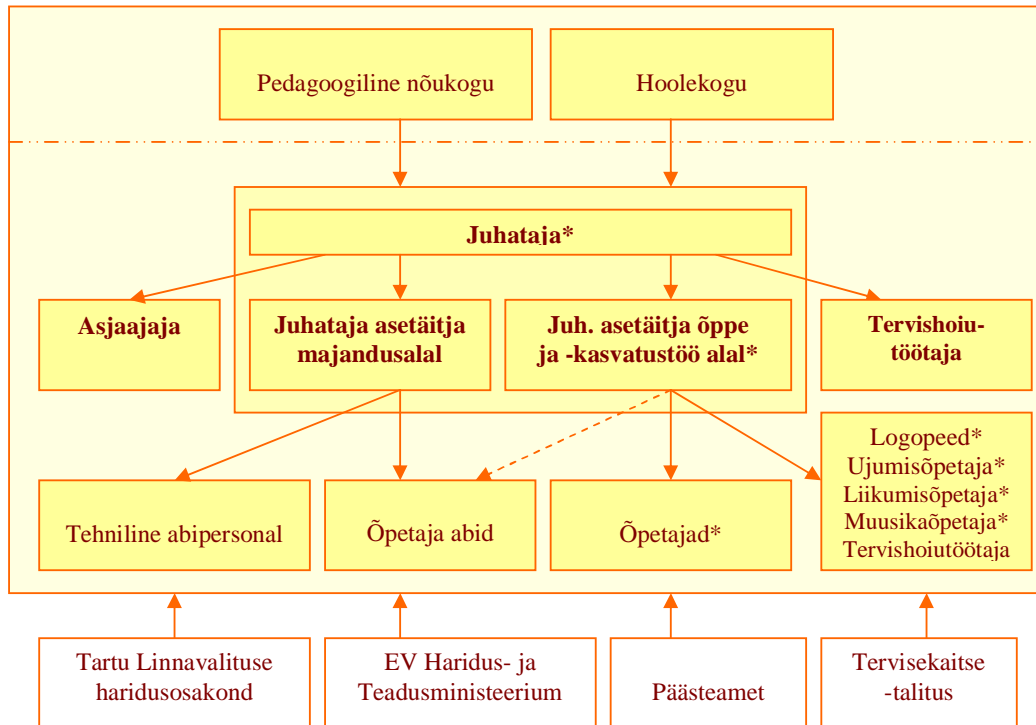 Pedagoogiline nõukogu
Hoolekogu
Juhataja*
Asjaajaja
Juhataja asetäitja
majandusalal
Juh. asetäitja õppe
ja -kasvatustöö alal*
Tervishoiu-
töötaja
Tehniline abipersonal
Õpetaja abid
Õpetajad*
Logopeed*
Ujumisõpetaja*
Liikumisõpetaja*
Muusikaõpetaja*
Tervishoiutöötaja
Tartu Linnavalituse
haridusosakond
EV Haridus- ja
Teadusministeerium
Päästeamet
Tervisekaitse
-talitus